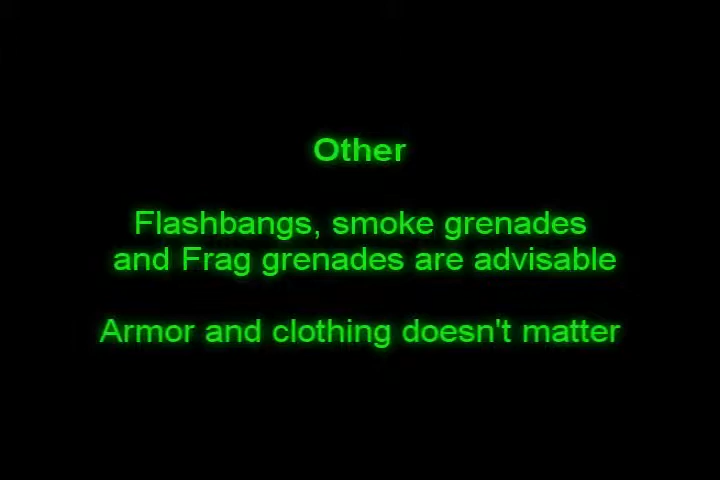 Other
Flashbangs, smoke grenades
and Frag grenades are advisable
Armor and clothing doesn't matter